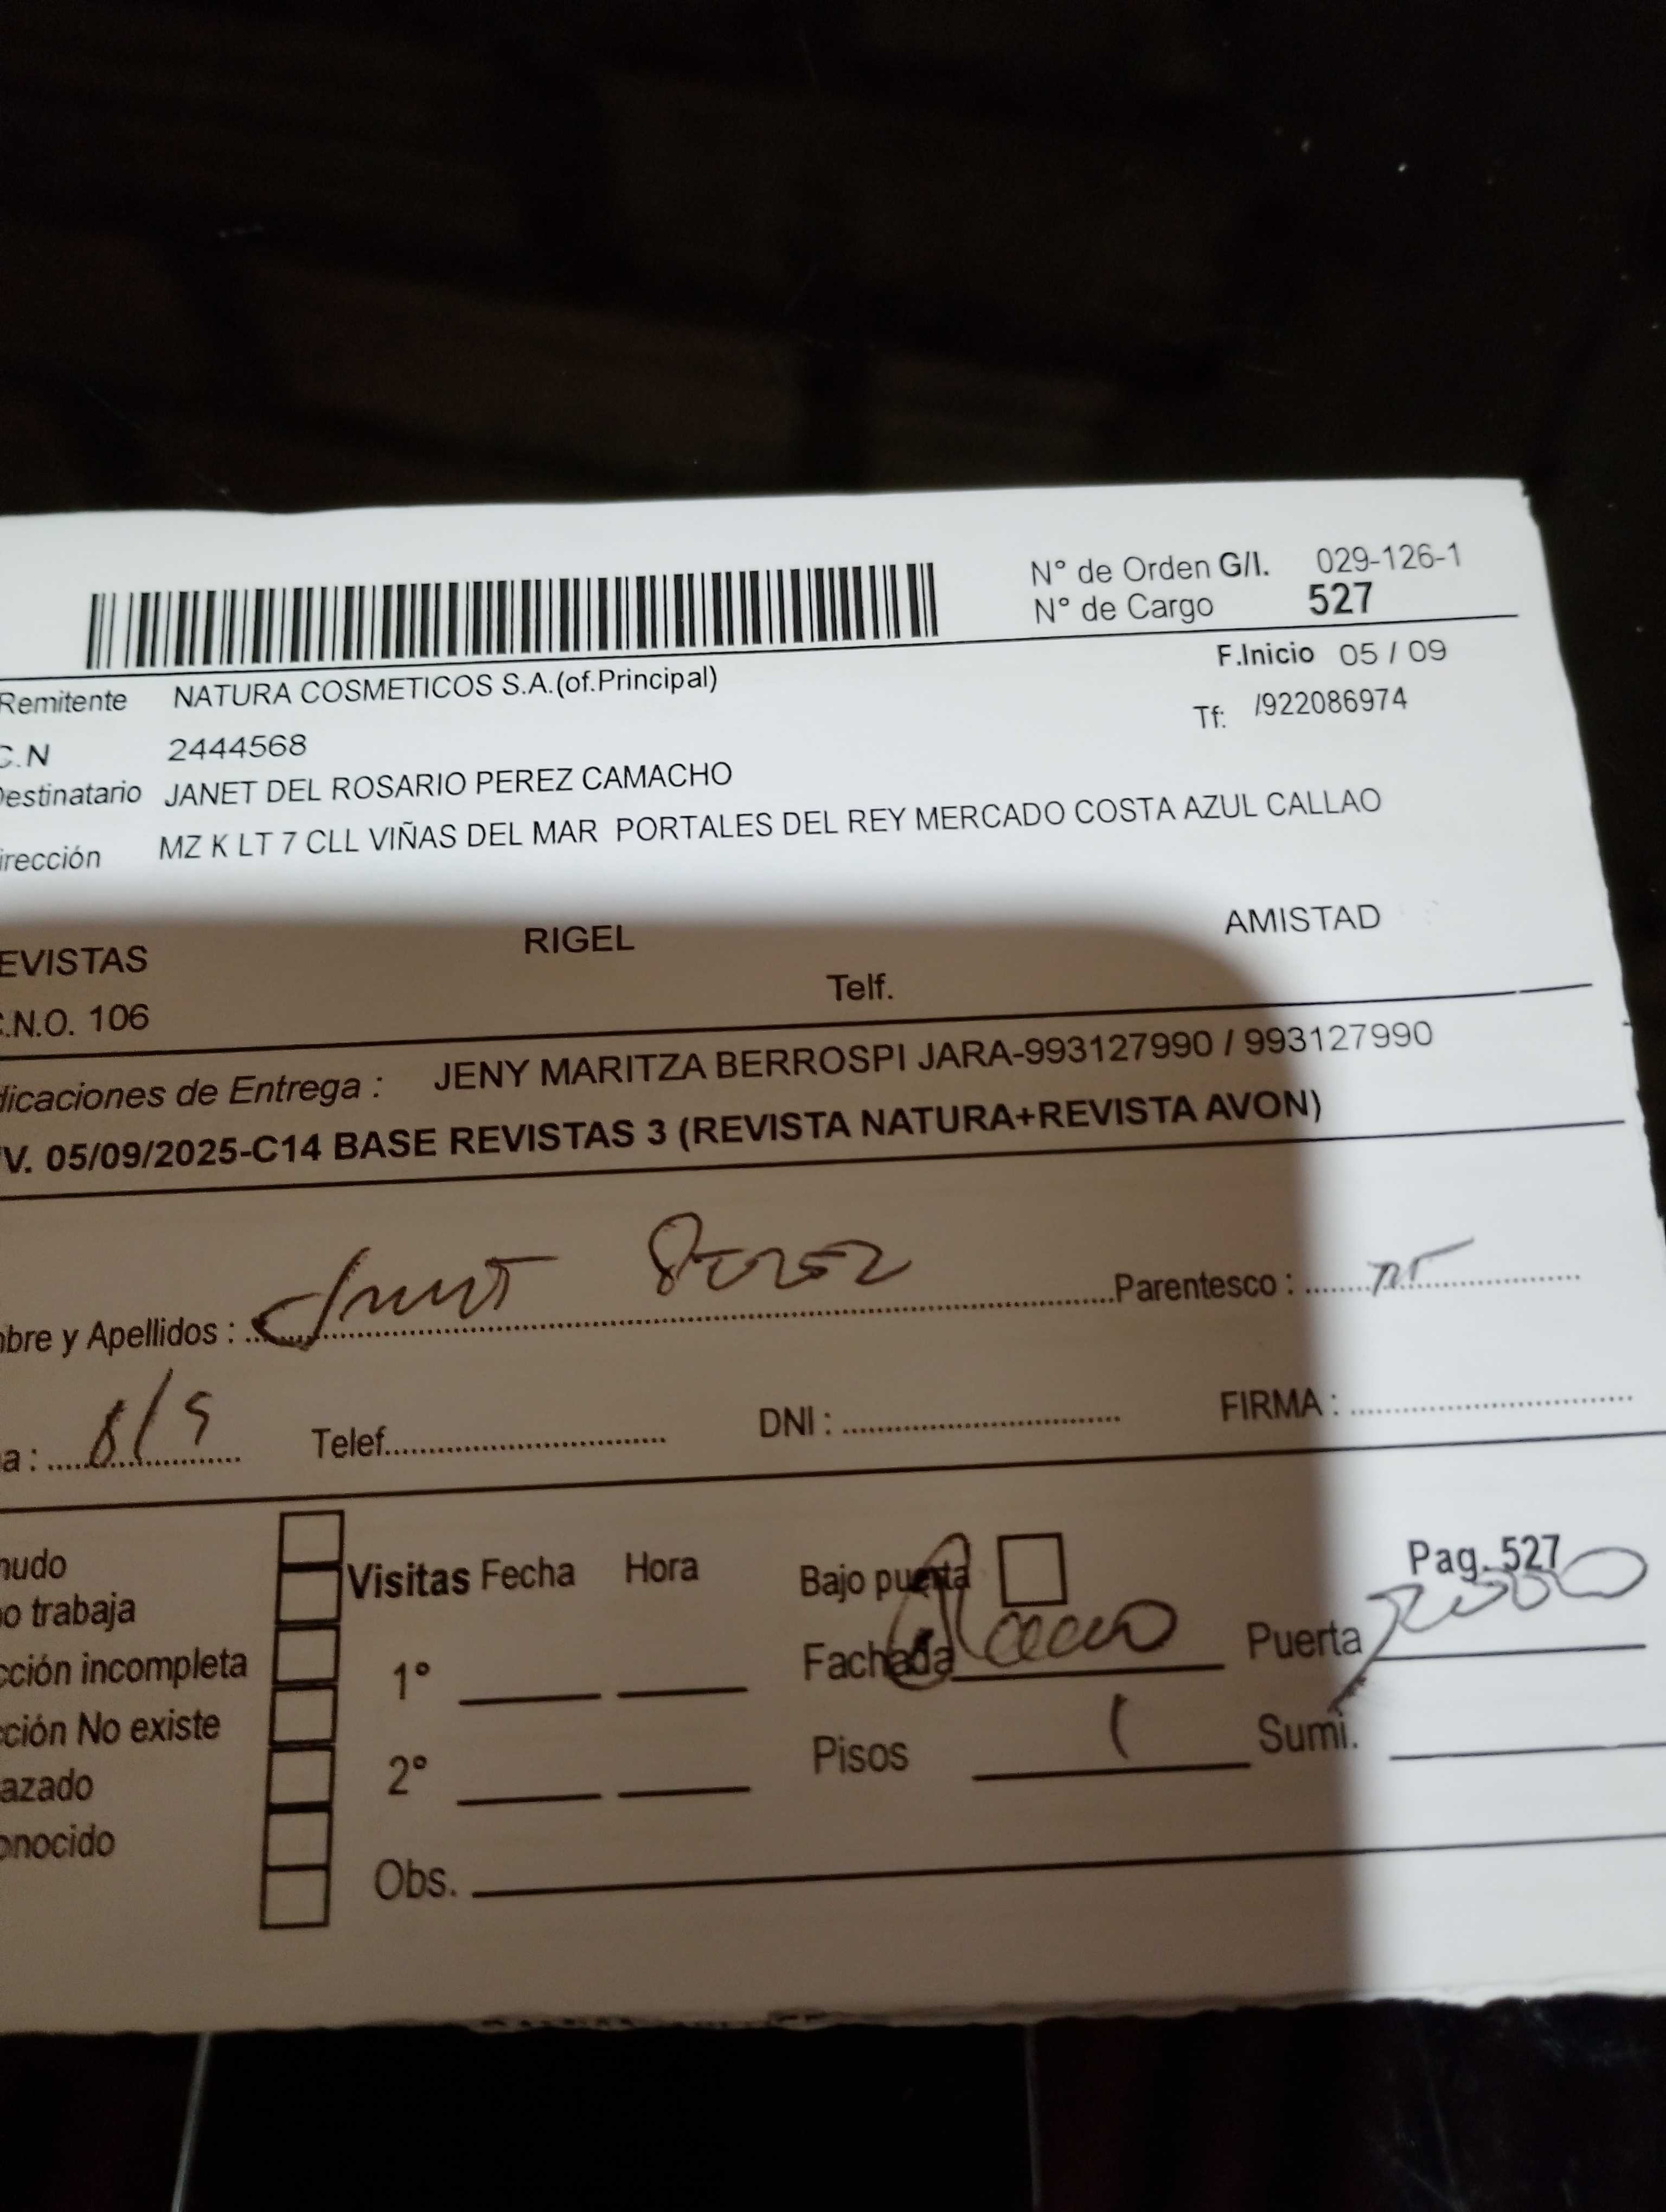 N° de Orden G/I. 029-126-1
N° de Cargo 527
F.Inicio 05 / 09
Remitente NATURA COSMETICOS S.A.(of.Principal)
Tf: /922086974
C.N 2444568
Destinatario JANET DEL ROSARIO PEREZ CAMACHO
irección MZ K LT 7 CLL VIÑAS DEL MAR PORTALES DEL REY MERCADO COSTA AZUL CALLAO
EVISTAS RIGEL AMISTAD
.N.O. 106 Telf.
dicaciones de Entrega : JENY MARITZA BERROSPI JARA-993127990 / 993127990
V. 05/09/2025-C14 BASE REVISTAS 3 (REVISTA NATURA+REVISTA AVON)
bre y Apellidos : Perez Parentesco :
a : 8/9 Telef. DNI : FIRMA :
nudo Visitas Fecha Hora Bajo puerta Pag. 527
o trabaja
cción incompleta 1° Fachada Puerta
cción No existe
azado 2° Pisos 1 Sumi.
onocido
Obs.